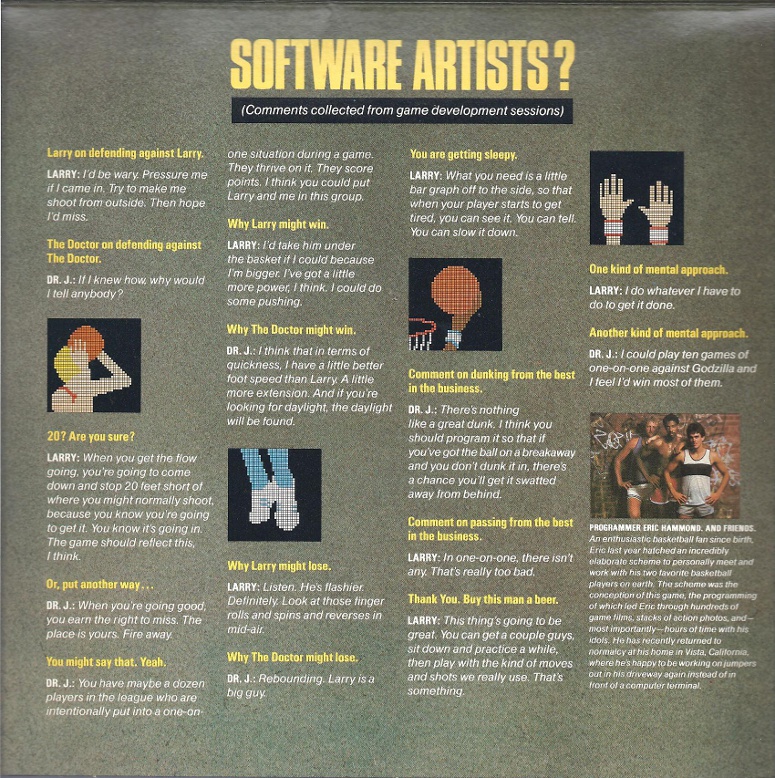 SOFTWARE ARTISTS?
(Comments collected from game development sessions)
Larry on defending against Larry.
LARRY: I'd be wary. Pressure me
if I came in. Try to make me
shoot from outside. Then hope
I'd miss.
The Doctor on defending against
The Doctor.
DR. J.: If I knew how, why would
I tell anybody?
20? Are you sure?
LARRY: When you get the flow
going, you're going to come
down and stop 20 feet short of
where you might normally shoot,
because you know you're going
to get it. You know it's going in.
The game should reflect this,
I think.
Or, put another way...
DR. J.: When you're going good,
you earn the right to miss. The
place is yours. Fire away.
You might say that. Yeah.
DR. J.: You have maybe a dozen
players in the league who are
intentionally put into a one-on-
one situation during a game.
They thrive on it. They score
points. I think you could put
Larry and me in this group.
Why Larry might win.
LARRY: I'd take him under
the basket if I could because
I'm bigger. I've got a little
more power, I think. I could do
some pushing.
Why The Doctor might win.
DR. J.: I think that in terms of
quickness, I have a little better
foot speed than Larry. A little
more extension. And if you're
looking for daylight, the daylight
will be found.
Why Larry might lose.
LARRY: Listen. He's flashier.
Definitely. Look at those finger
rolls and spins and reverses in
mid-air.
Why The Doctor might lose.
DR. J.: Rebounding. Larry is a
big guy.
You are getting sleepy.
LARRY: What you need is a little
bar graph off to the side, so that
when your player starts to get
tired, you can see it. You can tell.
You can slow it down.
Comment on dunking from the best
in the business.
DR. J.: There's nothing
like a great dunk. I think you
should program it so that if
you've got the ball on a breakaway
and you don't dunk it in, there's
a chance you'll get it swatted
away from behind.
Comment on passing from the best
in the business.
LARRY: In one-on-one, there isn't
any. That's really too bad.
Thank You. Buy this man a beer.
LARRY: This thing's going to be
great. You can get a couple guys,
sit down and practice a while,
then play with the kind of moves
and shots we really use. That's
something.
One kind of mental approach.
LARRY: I do whatever I have to
do to get it done.
Another kind of mental approach.
DR. J.: I could play ten games of
one-on-one against Godzilla and
I feel I'd win most of them.
PROGRAMMER ERIC HAMMOND. AND FRIENDS.
An enthusiastic basketball fan since birth,
Eric last year hatched an incredibly
elaborate scheme to personally meet and
work with his two favorite basketball
players on earth. The scheme was the
conception of this game, the programming
of which led Eric through hundreds of
game films, stacks of action photos, and—
most importantly—hours of time with his
idols. He has recently returned to
normalcy at his home in Vista, California,
where he's happy to be working on jumpers
out in his driveway again instead of in
front of a computer terminal.